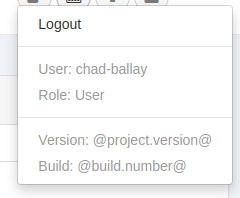 Logout
User: chad-ballay
Role: User
Version: @project.version@
Build: @build.number@